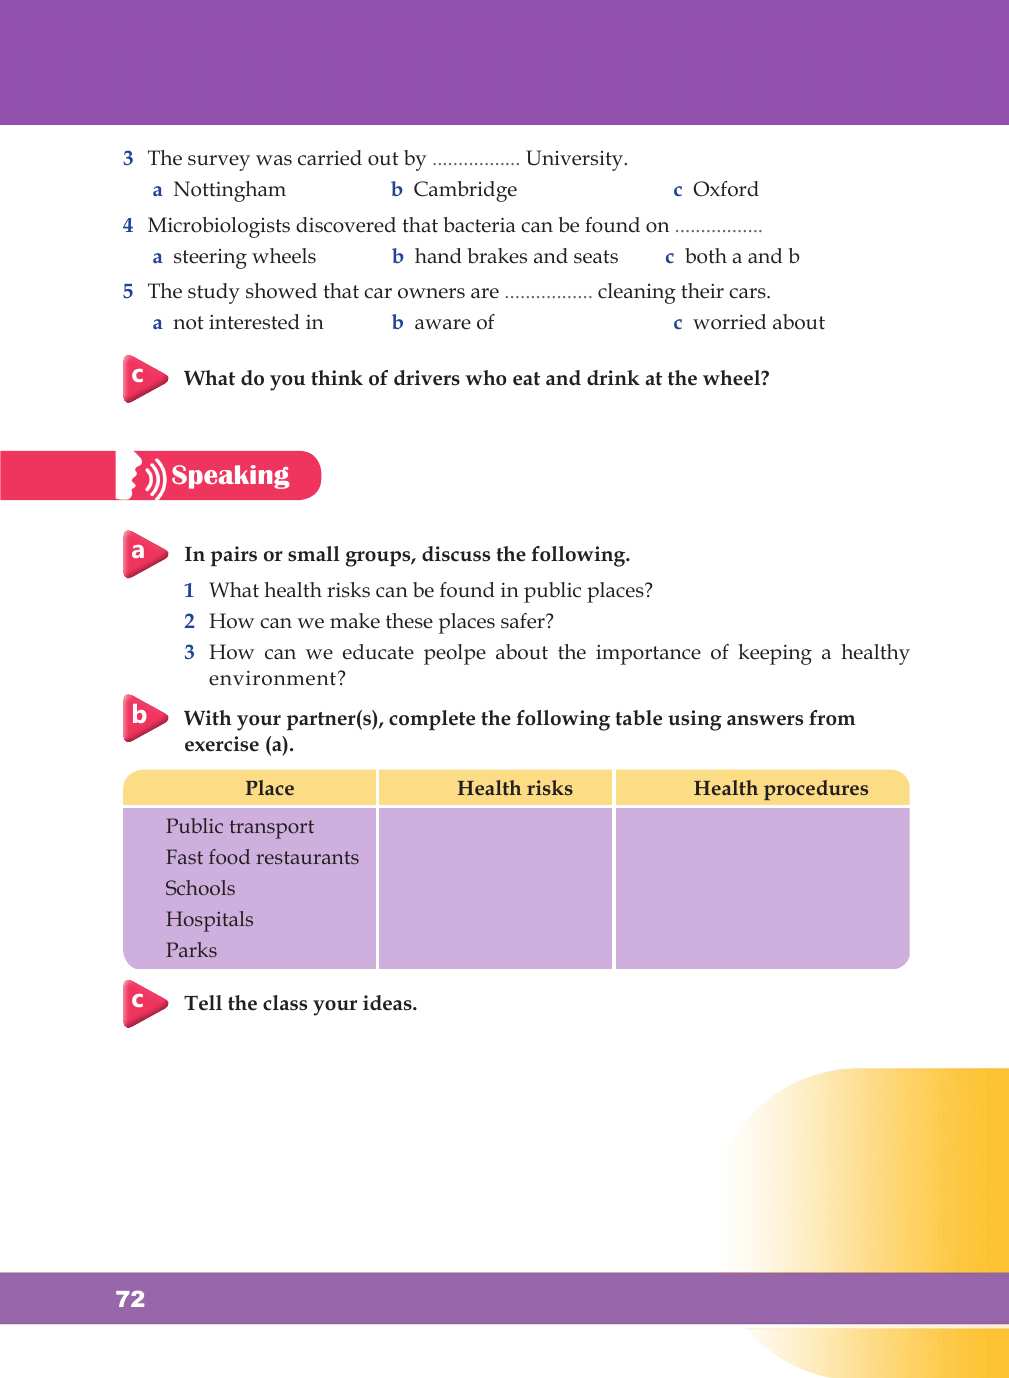 3 The survey was carried out by ................. University.
a Nottingham b Cambridge c Oxford
4 Microbiologists discovered that bacteria can be found on .................
a steering wheels b hand brakes and seats c both a and b
5 The study showed that car owners are ................. cleaning their cars.
a not interested in b aware of c worried about
c What do you think of drivers who eat and drink at the wheel?
Speaking
a In pairs or small groups, discuss the following.
1 What health risks can be found in public places?
2 How can we make these places safer?
3 How can we educate peolpe about the importance of keeping a healthy
environment?
b With your partner(s), complete the following table using answers from
exercise (a).
Place Health risks Health procedures
Public transport
Fast food restaurants
Schools
Hospitals
Parks
c Tell the class your ideas.
72